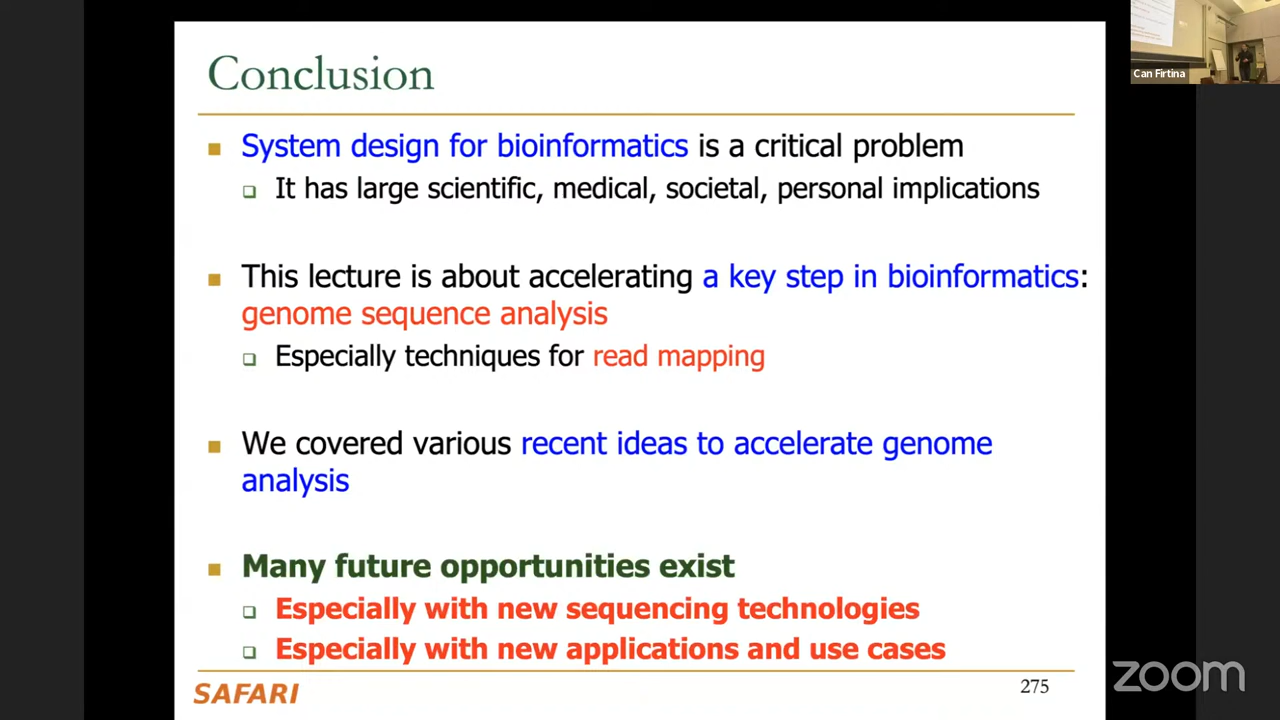 Conclusion
System design for bioinformatics is a critical problem
It has large scientific, medical, societal, personal implications
This lecture is about accelerating a key step in bioinformatics:
genome sequence analysis
Especially techniques for read mapping
We covered various recent ideas to accelerate genome
analysis
Many future opportunities exist
Especially with new sequencing technologies
Especially with new applications and use cases
SAFARI
275
Can Firtina
zoom